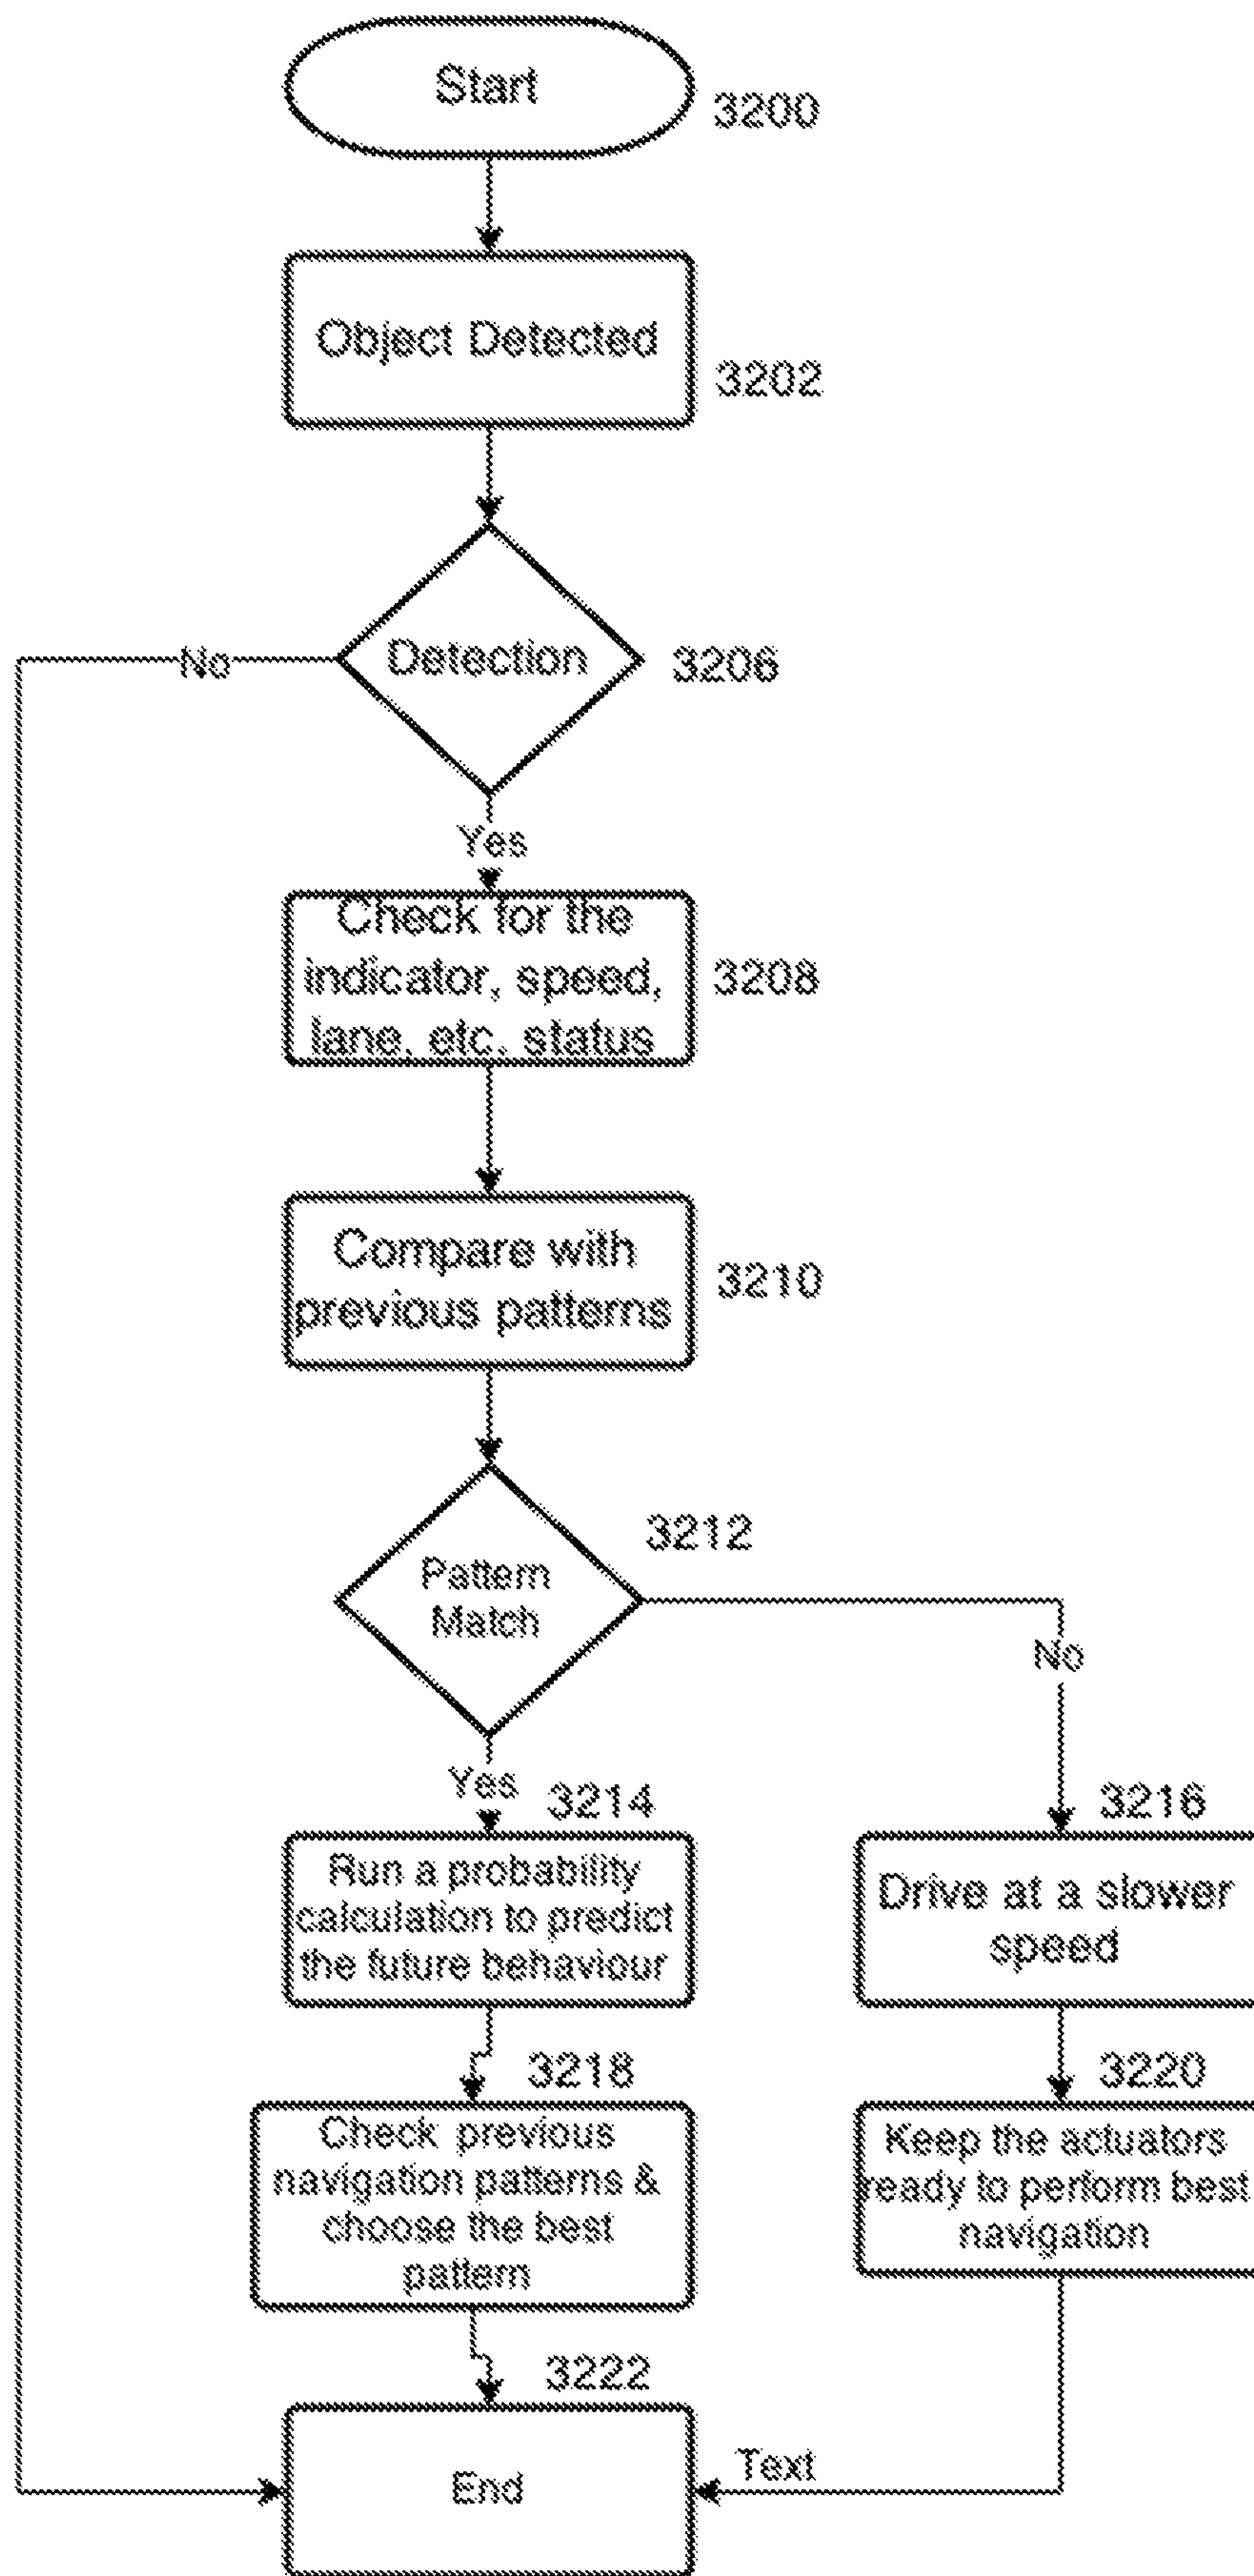 Start
3200
Object Detected
3202
Detection
3206
No
Yes
Check for the
indicator, speed,
lane, etc. status
3208
Compare with
previous patterns
3210
Pattern
Match
3212
No
Yes
3214
Run a probability
calculation to predict
the future behaviour
3216
Drive at a slower
speed
3218
Check previous
navigation patterns &
choose the best
pattern
3220
Keep the actuators
ready to perform best
navigation
3222
End
Text